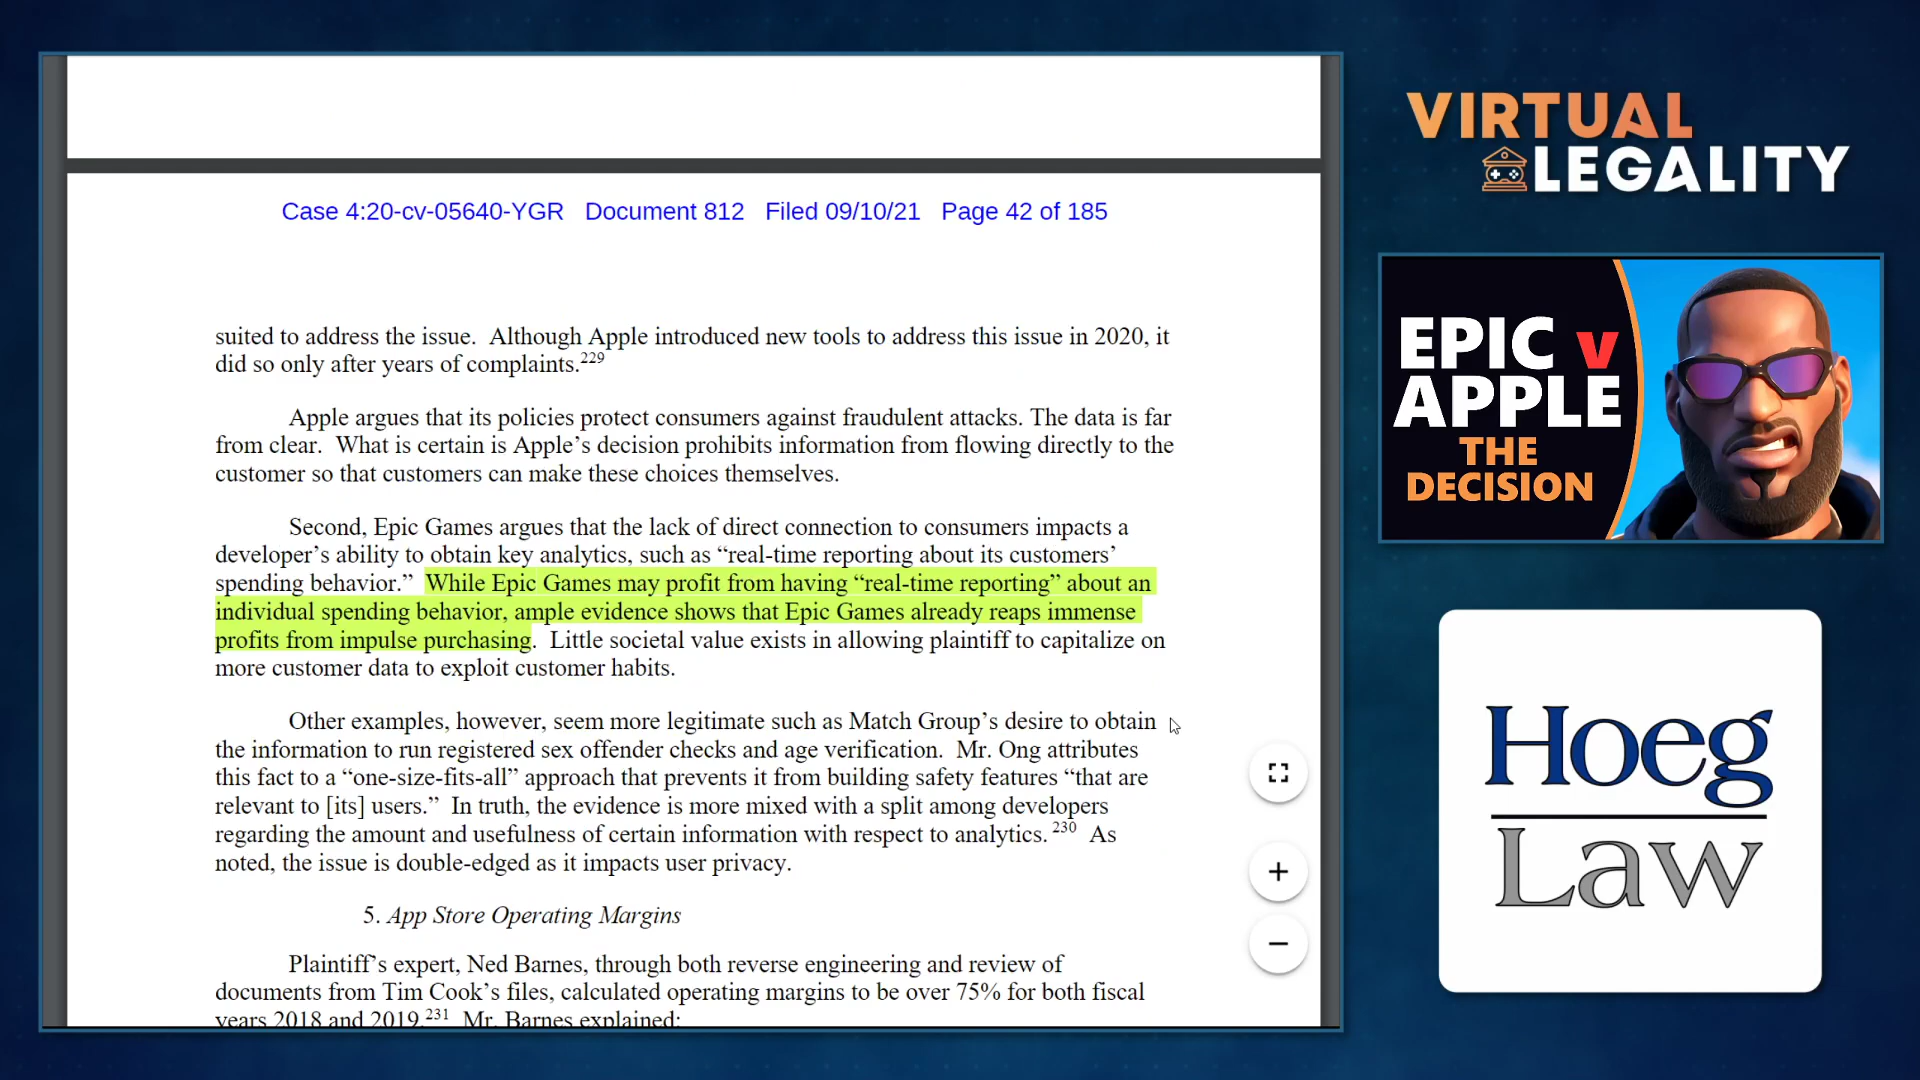 Case 4:20-cv-05640-YGR Document 812 Filed 09/10/21 Page 42 of 185
suited to address the issue. Although Apple introduced new tools to address this issue in 2020, it
did so only after years of complaints.229
Apple argues that its policies protect consumers against fraudulent attacks. The data is far
from clear. What is certain is Apple's decision prohibits information from flowing directly to the
customer so that customers can make these choices themselves.
Second, Epic Games argues that the lack of direct connection to consumers impacts a
developer's ability to obtain key analytics, such as “real-time reporting about its customers’
spending behavior.” While Epic Games may profit from having “real-time reporting” about an
individual spending behavior, ample evidence shows that Epic Games already reaps immense
profits from impulse purchasing. Little societal value exists in allowing plaintiff to capitalize on
more customer data to exploit customer habits.
Other examples, however, seem more legitimate such as Match Group’s desire to obtain
the information to run registered sex offender checks and age verification. Mr. Ong attributes
this fact to a “one-size-fits-all” approach that prevents it from building safety features “that are
relevant to [its] users.” In truth, the evidence is more mixed with a split among developers
regarding the amount and usefulness of certain information with respect to analytics.230 As
noted, the issue is double-edged as it impacts user privacy.
5. App Store Operating Margins
Plaintiff’s expert, Ned Barnes, through both reverse engineering and review of
documents from Tim Cook’s files, calculated operating margins to be over 75% for both fiscal
years 2018 and 2019.231 Mr. Barnes explained:
VIRTUAL
LEGALITY
EPIC v
APPLE
THE
DECISION
Hoeg
Law